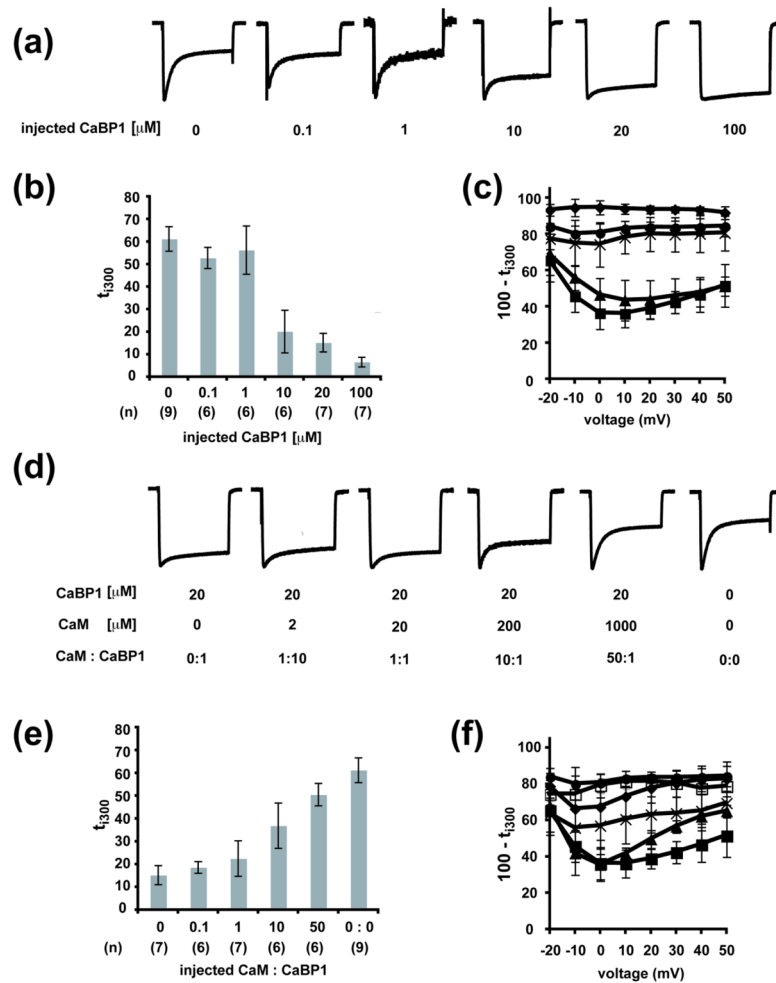 (a)
injected CaBP1 [μM] 0 0.1 1 10 20 100
(b)
80
70
60
50
40
30
20
10
0
t i300
0 0.1 1 10 20 100
(n) (9) (6) (6) (6) (7) (7)
injected CaBP1 [μM]
(c)
100
80
60
40
20
0
100 - t i300
-20 -10 0 10 20 30 40 50
voltage (mV)
(d)
CaBP1 [μM] 20 20 20 20 20 0
CaM [μM] 0 2 20 200 1000 0
CaM : CaBP1 0:1 1:10 1:1 10:1 50:1 0:0
(e)
80
70
60
50
40
30
20
10
0
t i300
0 0.1 1 10 50 0 : 0
(n) (7) (6) (7) (6) (6) (9)
injected CaM : CaBP1
(f)
100
80
60
40
20
0
100 - t i300
-20 -10 0 10 20 30 40 50
voltage (mV)